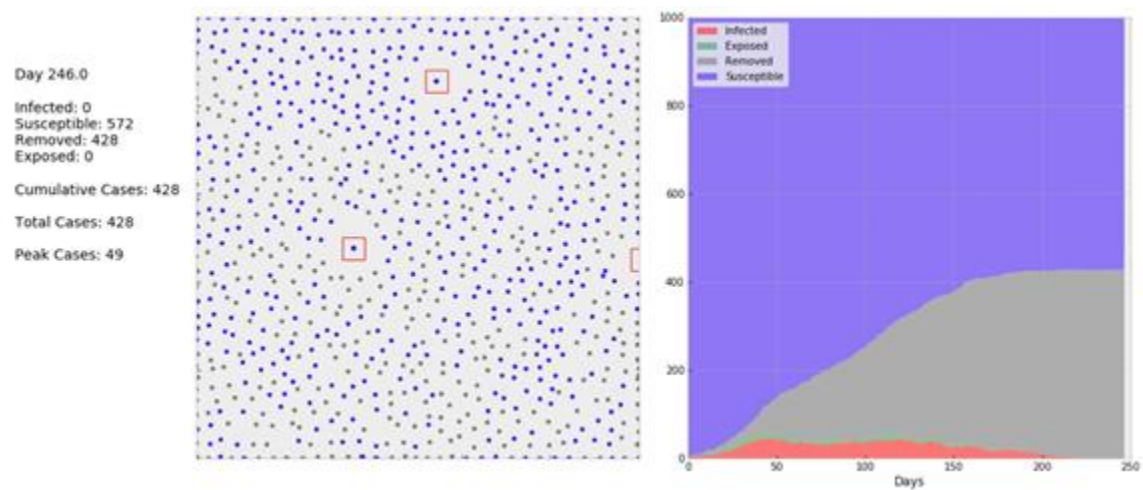 Day 246.0
Infected: 0
Susceptible: 572
Removed: 428
Exposed: 0
Cumulative Cases: 428
Total Cases: 428
Peak Cases: 49
1000
800
600
400
200
0
Infected
Exposed
Removed
Susceptible
0 50 100 150 200 250
Days